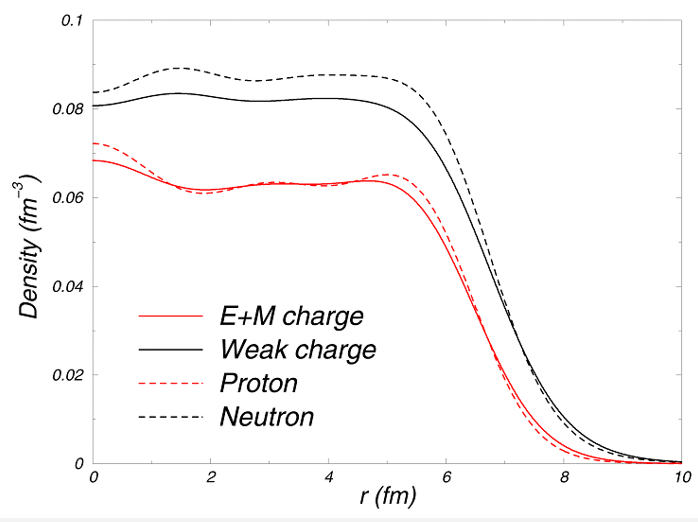 0.1
0.08
0.06
0.04
0.02
0
Density (fm⁻³)
E+M charge
Weak charge
Proton
Neutron
0 2 4 6 8 10
r (fm)